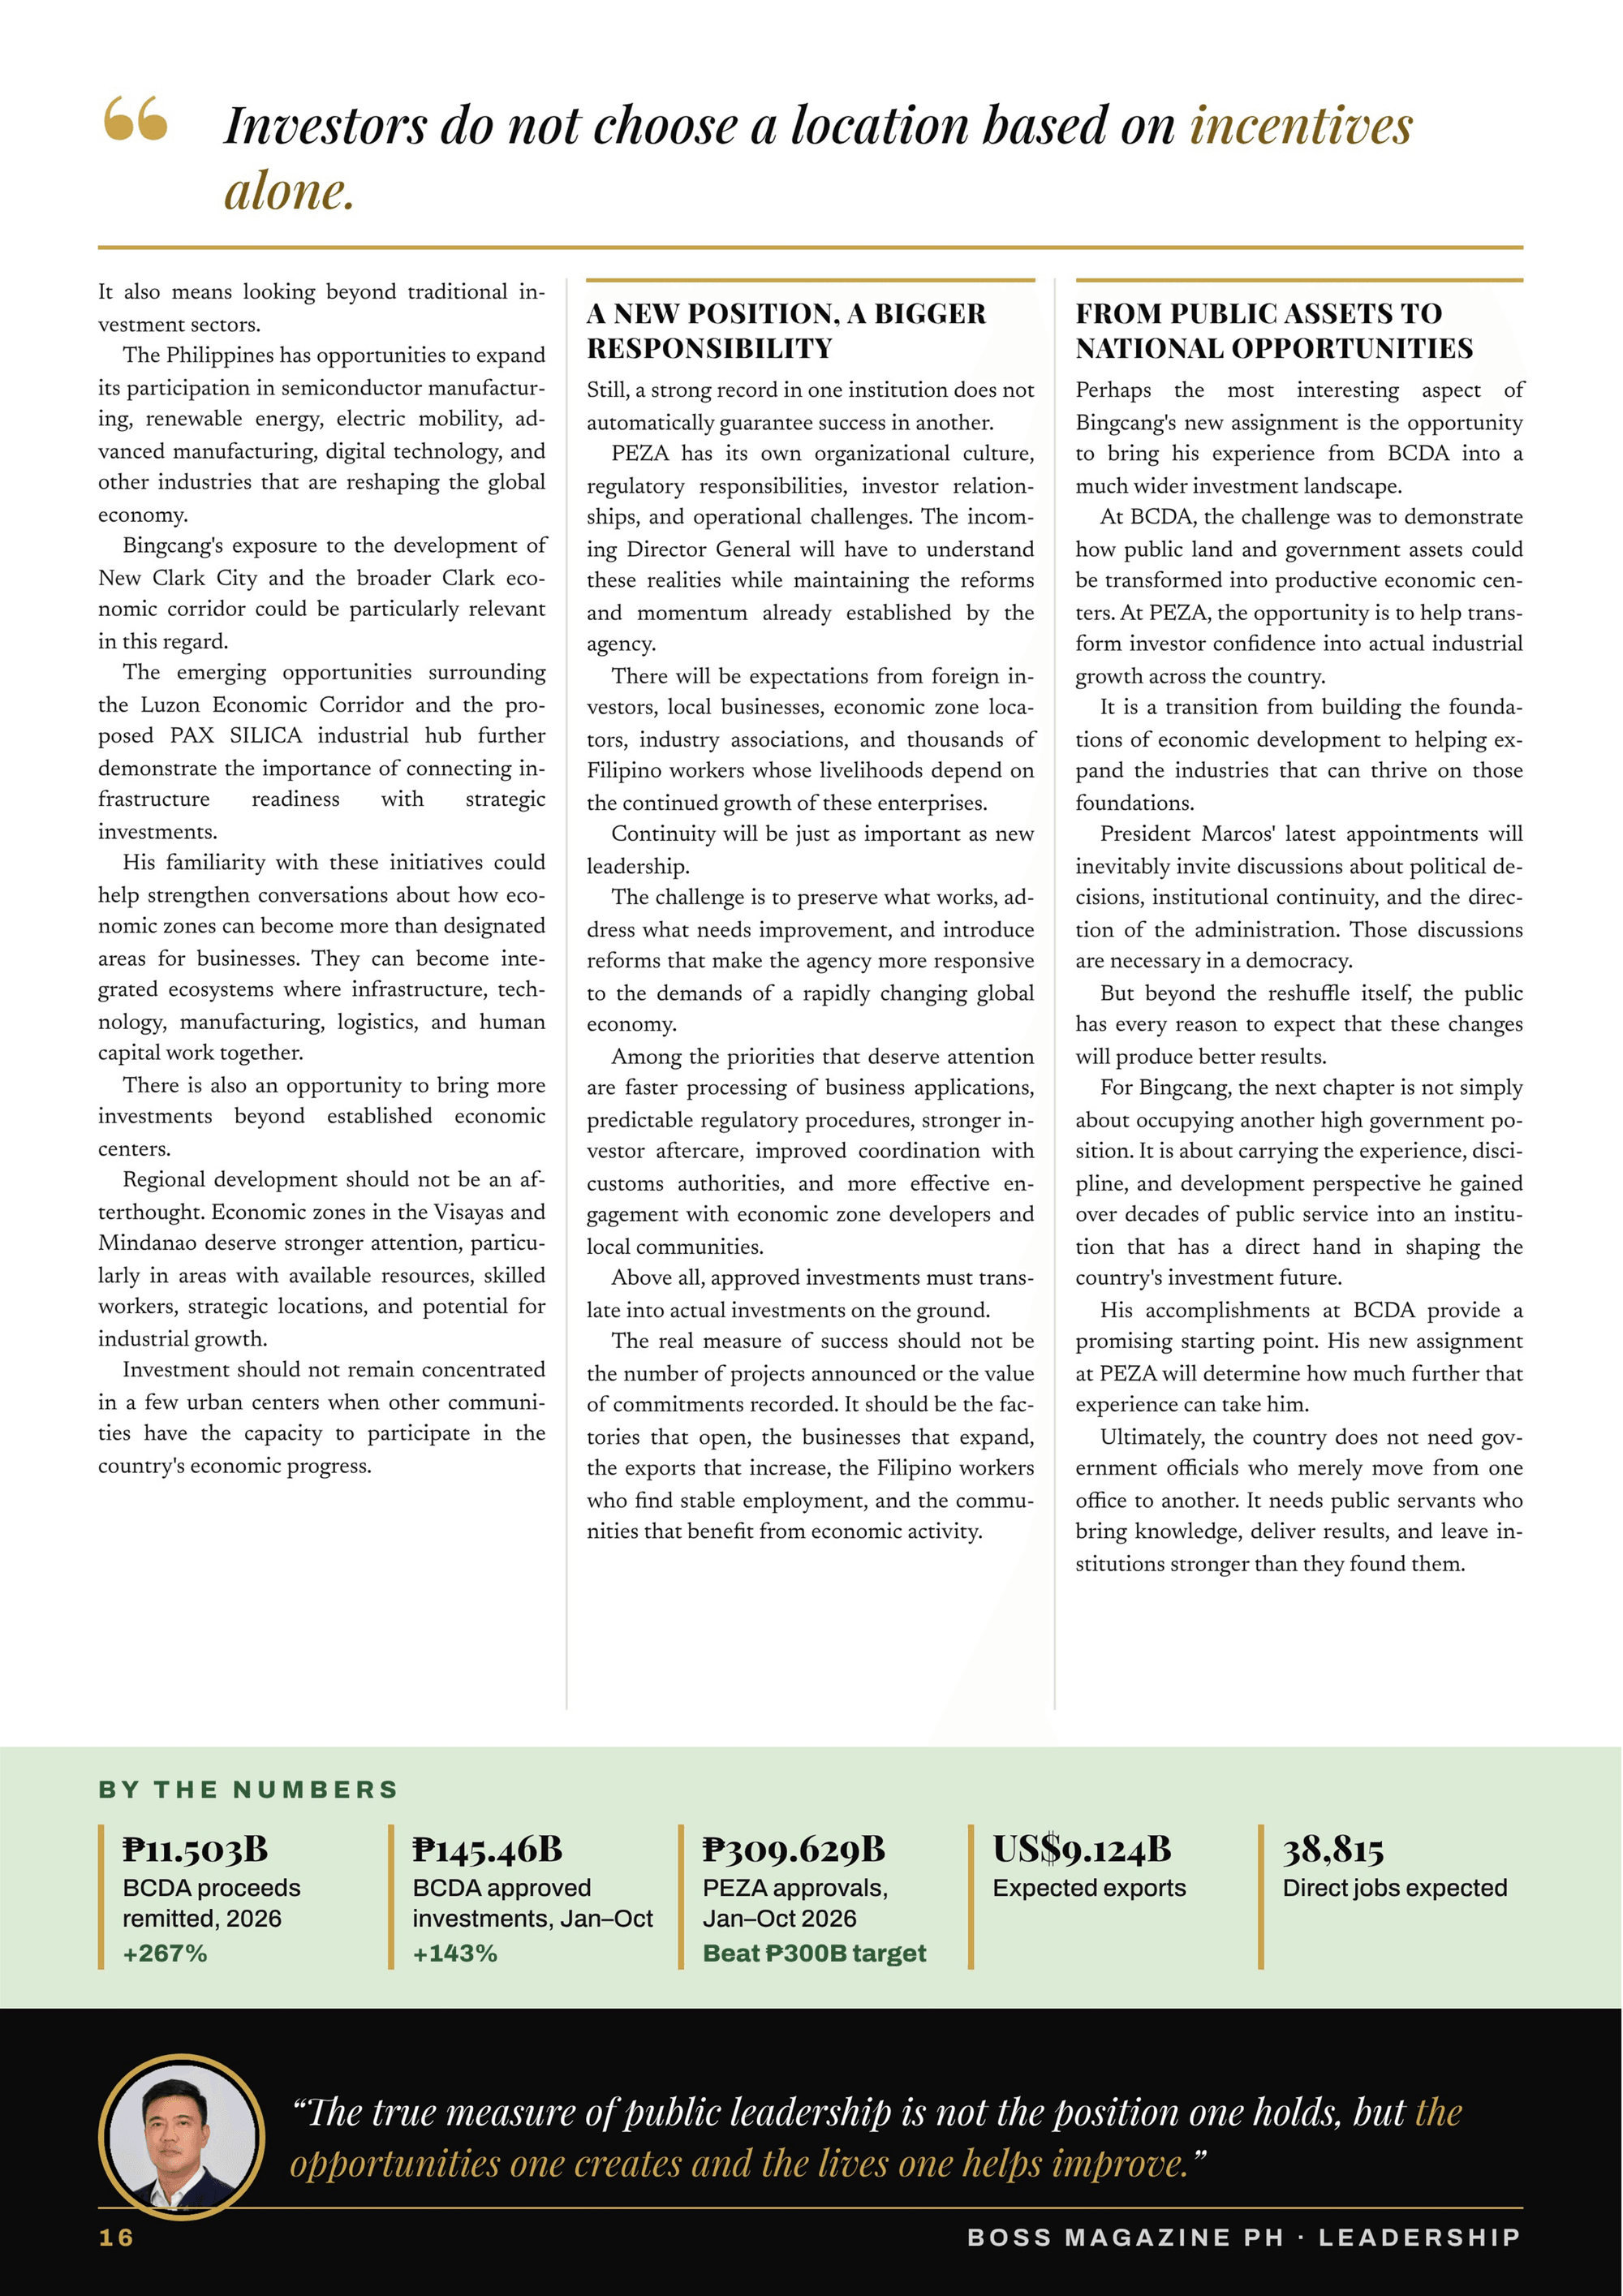 “
Investors do not choose a location based on incentives
alone.
It also means looking beyond traditional in-
vestment sectors.
The Philippines has opportunities to expand
its participation in semiconductor manufactur-
ing, renewable energy, electric mobility, ad-
vanced manufacturing, digital technology, and
other industries that are reshaping the global
economy.
Bingcang's exposure to the development of
New Clark City and the broader Clark eco-
nomic corridor could be particularly relevant
in this regard.
The emerging opportunities surrounding
the Luzon Economic Corridor and the pro-
posed PAX SILICA industrial hub further
demonstrate the importance of connecting in-
frastructure readiness with strategic
investments.
His familiarity with these initiatives could
help strengthen conversations about how eco-
nomic zones can become more than designated
areas for businesses. They can become inte-
grated ecosystems where infrastructure, tech-
nology, manufacturing, logistics, and human
capital work together.
There is also an opportunity to bring more
investments beyond established economic
centers.
Regional development should not be an af-
terthought. Economic zones in the Visayas and
Mindanao deserve stronger attention, particu-
larly in areas with available resources, skilled
workers, strategic locations, and potential for
industrial growth.
Investment should not remain concentrated
in a few urban centers when other communi-
ties have the capacity to participate in the
country's economic progress.
A NEW POSITION, A BIGGER
RESPONSIBILITY
Still, a strong record in one institution does not
automatically guarantee success in another.
PEZA has its own organizational culture,
regulatory responsibilities, investor relation-
ships, and operational challenges. The incom-
ing Director General will have to understand
these realities while maintaining the reforms
and momentum already established by the
agency.
There will be expectations from foreign in-
vestors, local businesses, economic zone loca-
tors, industry associations, and thousands of
Filipino workers whose livelihoods depend on
the continued growth of these enterprises.
Continuity will be just as important as new
leadership.
The challenge is to preserve what works, ad-
dress what needs improvement, and introduce
reforms that make the agency more responsive
to the demands of a rapidly changing global
economy.
Among the priorities that deserve attention
are faster processing of business applications,
predictable regulatory procedures, stronger in-
vestor aftercare, improved coordination with
customs authorities, and more effective en-
gagement with economic zone developers and
local communities.
Above all, approved investments must trans-
late into actual investments on the ground.
The real measure of success should not be
the number of projects announced or the value
of commitments recorded. It should be the fac-
tories that open, the businesses that expand,
the exports that increase, the Filipino workers
who find stable employment, and the commu-
nities that benefit from economic activity.
FROM PUBLIC ASSETS TO
NATIONAL OPPORTUNITIES
Perhaps the most interesting aspect of
Bingcang's new assignment is the opportunity
to bring his experience from BCDA into a
much wider investment landscape.
At BCDA, the challenge was to demonstrate
how public land and government assets could
be transformed into productive economic cen-
ters. At PEZA, the opportunity is to help trans-
form investor confidence into actual industrial
growth across the country.
It is a transition from building the founda-
tions of economic development to helping ex-
pand the industries that can thrive on those
foundations.
President Marcos' latest appointments will
inevitably invite discussions about political de-
cisions, institutional continuity, and the direc-
tion of the administration. Those discussions
are necessary in a democracy.
But beyond the reshuffle itself, the public
has every reason to expect that these changes
will produce better results.
For Bingcang, the next chapter is not simply
about occupying another high government po-
sition. It is about carrying the experience, disci-
pline, and development perspective he gained
over decades of public service into an institu-
tion that has a direct hand in shaping the
country's investment future.
His accomplishments at BCDA provide a
promising starting point. His new assignment
at PEZA will determine how much further that
experience can take him.
Ultimately, the country does not need gov-
ernment officials who merely move from one
office to another. It needs public servants who
bring knowledge, deliver results, and leave in-
stitutions stronger than they found them.
BY THE NUMBERS
₱11.503B
BCDA proceeds
remitted, 2026
+267%
₱145.46B
BCDA approved
investments, Jan–Oct
+143%
₱309.629B
PEZA approvals,
Jan–Oct 2026
Beat ₱300B target
US$9.124B
Expected exports
38,815
Direct jobs expected
“The true measure of public leadership is not the position one holds, but the
opportunities one creates and the lives one helps improve.”
16
BOSS MAGAZINE PH · LEADERSHIP